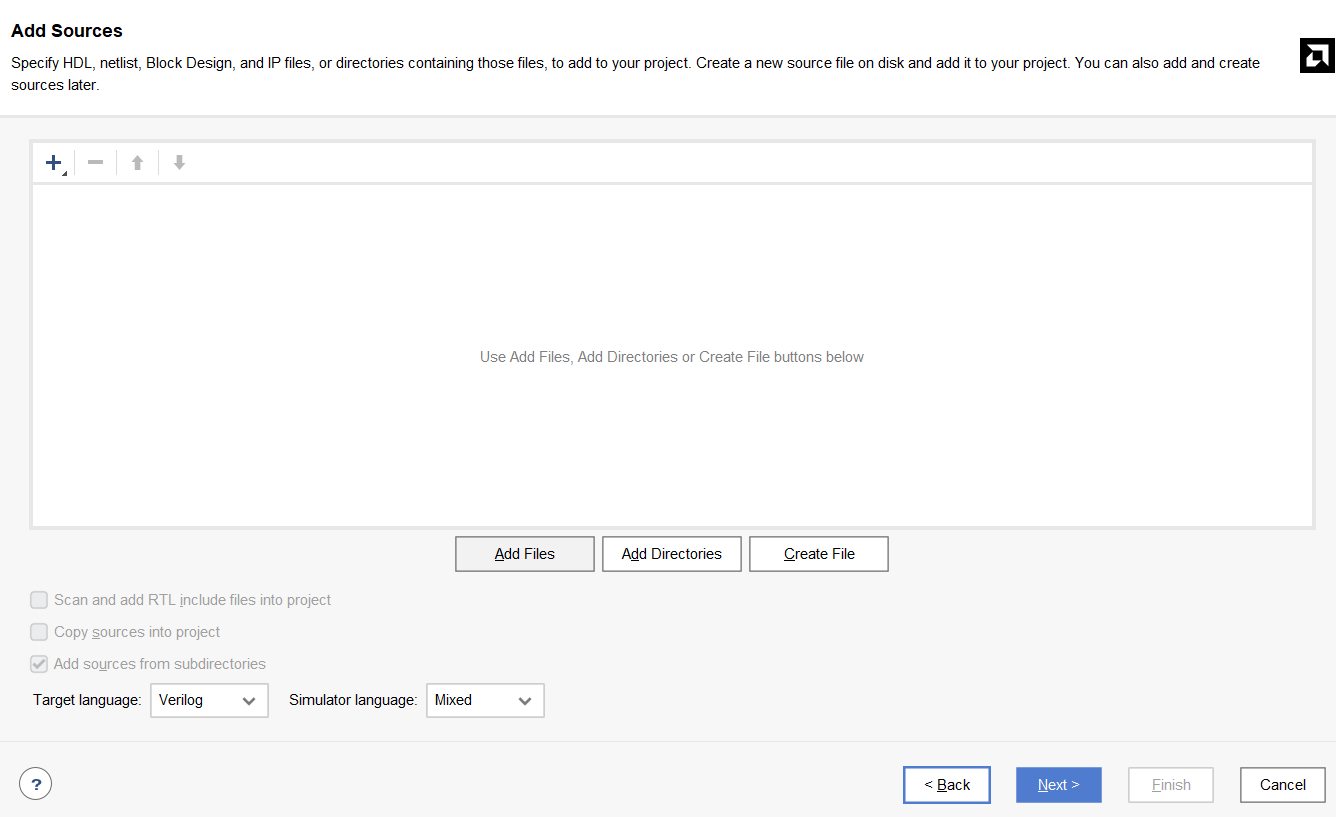 Add Sources
Specify HDL, netlist, Block Design, and IP files, or directories containing those files, to add to your project. Create a new source file on disk and add it to your project. You can also add and create
sources later.
Use Add Files, Add Directories or Create File buttons below
Add Files
Add Directories
Create File
Scan and add RTL include files into project
Copy sources into project
Add sources from subdirectories
Target language: Verilog Simulator language: Mixed
? < Back Next > Finish Cancel